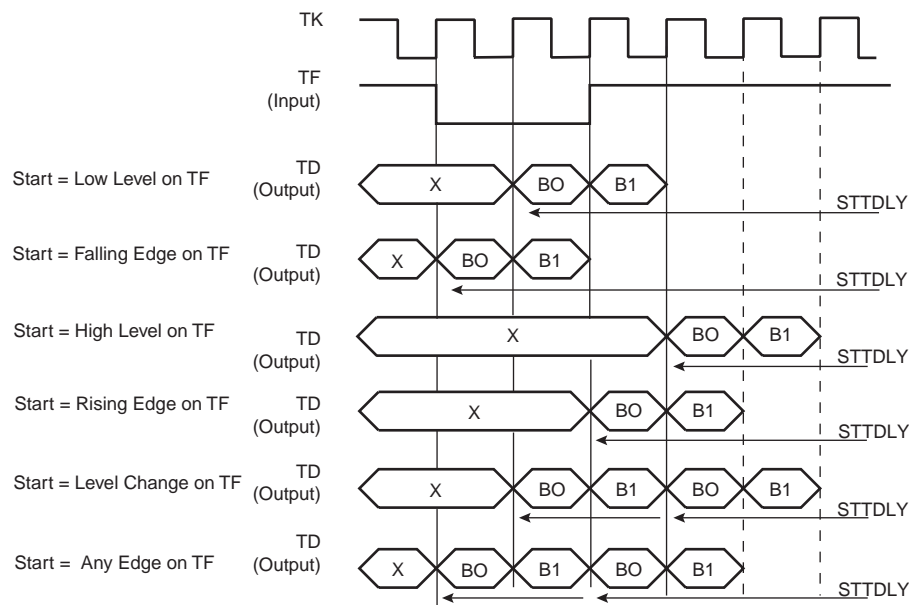 TK
TF
(Input)
Start = Low Level on TF
TD
(Output)
X
BO
B1
STTDLY
Start = Falling Edge on TF
TD
(Output)
X
BO
B1
STTDLY
Start = High Level on TF
TD
(Output)
X
BO
B1
STTDLY
Start = Rising Edge on TF
TD
(Output)
X
BO
B1
STTDLY
Start = Level Change on TF
TD
(Output)
X
BO
B1
BO
B1
STTDLY
Start = Any Edge on TF
TD
(Output)
X
BO
B1
BO
B1
STTDLY